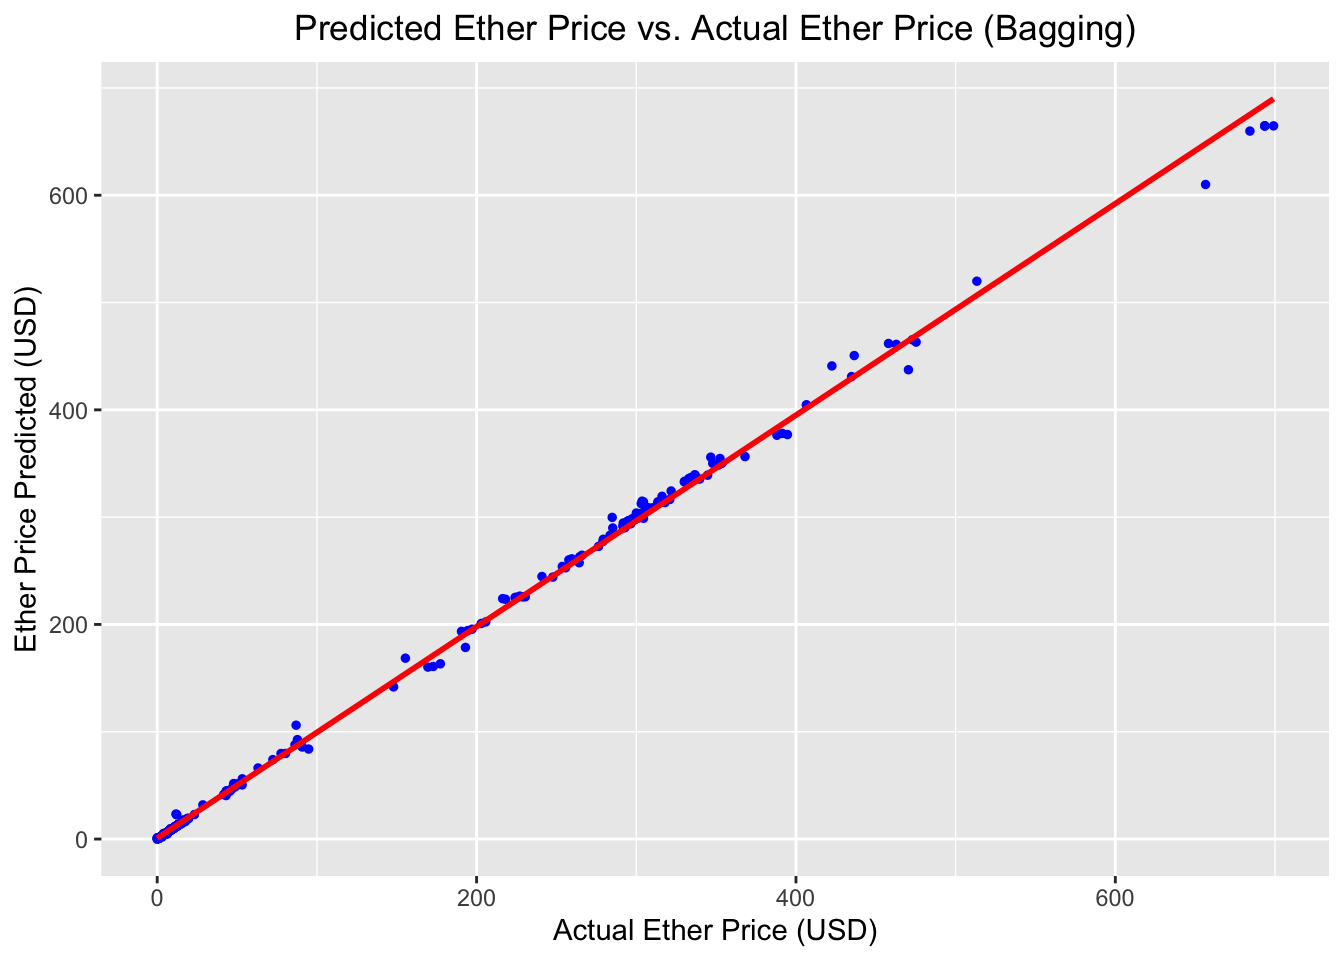 Predicted Ether Price vs. Actual Ether Price (Bagging)
Ether Price Predicted (USD)
600
400
200
0
0 200 400 600
Actual Ether Price (USD)